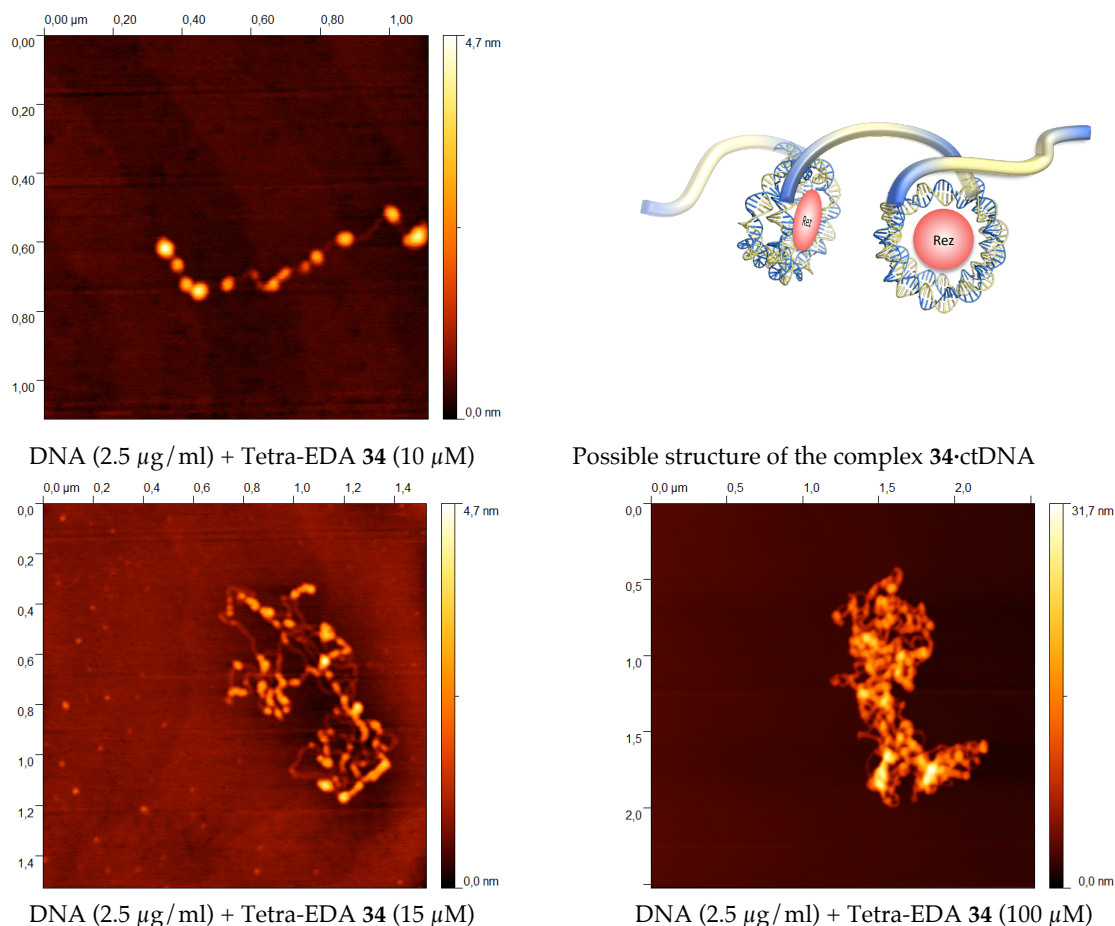 0,00 µm 0,20 0,40 0,60 0,80 1,00
0,00
0,20
0,40
0,60
0,80
1,00
4,7 nm
0,0 nm
Rez
Rez
DNA (2.5 µg/ml) + Tetra-EDA 34 (10 µM)
Possible structure of the complex 34·ctDNA
0,0 µm 0,2 0,4 0,6 0,8 1,0 1,2 1,4
0,0
0,2
0,4
0,6
0,8
1,0
1,2
1,4
4,7 nm
0,0 nm
0,0 µm 0,5 1,0 1,5 2,0
0,0
0,5
1,0
1,5
2,0
31,7 nm
0,0 nm
DNA (2.5 µg/ml) + Tetra-EDA 34 (15 µM)
DNA (2.5 µg/ml) + Tetra-EDA 34 (100 µM)